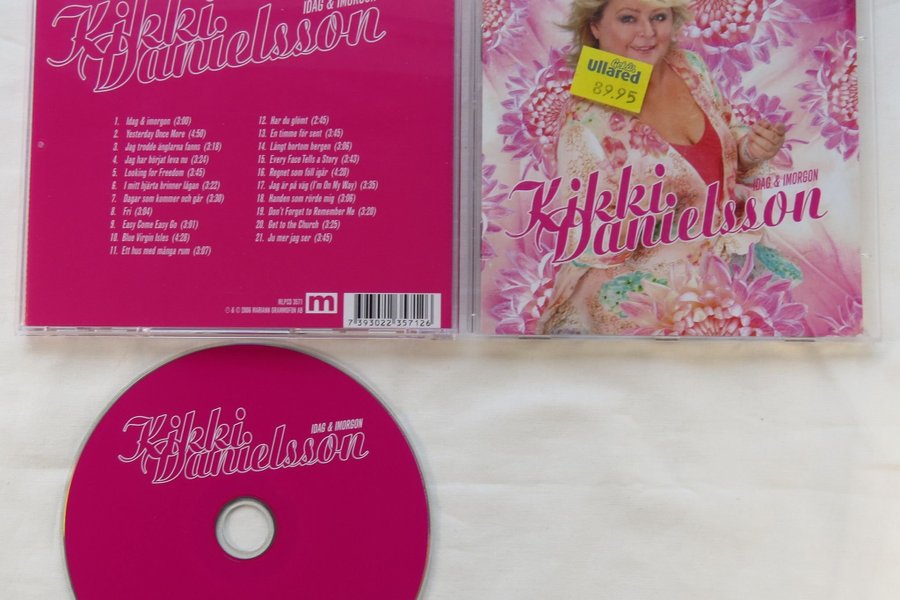 IDAG & IMORGON
Kikki
Danielsson
1. Idag & imorgon (3:00)
2. Yesterday Once More (4:50)
3. Jag trodde änglarna fanns (3:18)
4. Jag har börjat leva nu (3:24)
5. Looking for Freedom (3:45)
6. I mitt hjärta brinner lågan (3:22)
7. Dagar som kommer och går (3:30)
8. Fri (3:04)
9. Easy Come Easy Go (3:01)
10. Blue Virgin Isles (4:28)
11. Ett hus med många rum (3:07)
12. Har du glömt (2:45)
13. En timme för sent (3:45)
14. Långt bortom bergen (3:06)
15. Every Face Tells a Story (3:43)
16. Regnet som föll igår (4:20)
17. Jag är på väg (I'm On My Way) (3:35)
18. Handen som rörde mig (3:06)
19. Don't Forget to Remember Me (3:20)
20. Get to the Church (3:25)
21. Ju mer jag ser (3:45)
MLPCD 3571
℗ & © 2006 MARIANN GRAMMOFON AB
m
7 393022 357126
GeKås
Ullared
89.95
IDAG & IMORGON
Kikki
Danielsson
IDAG & IMORGON
Kikki
Danielsson